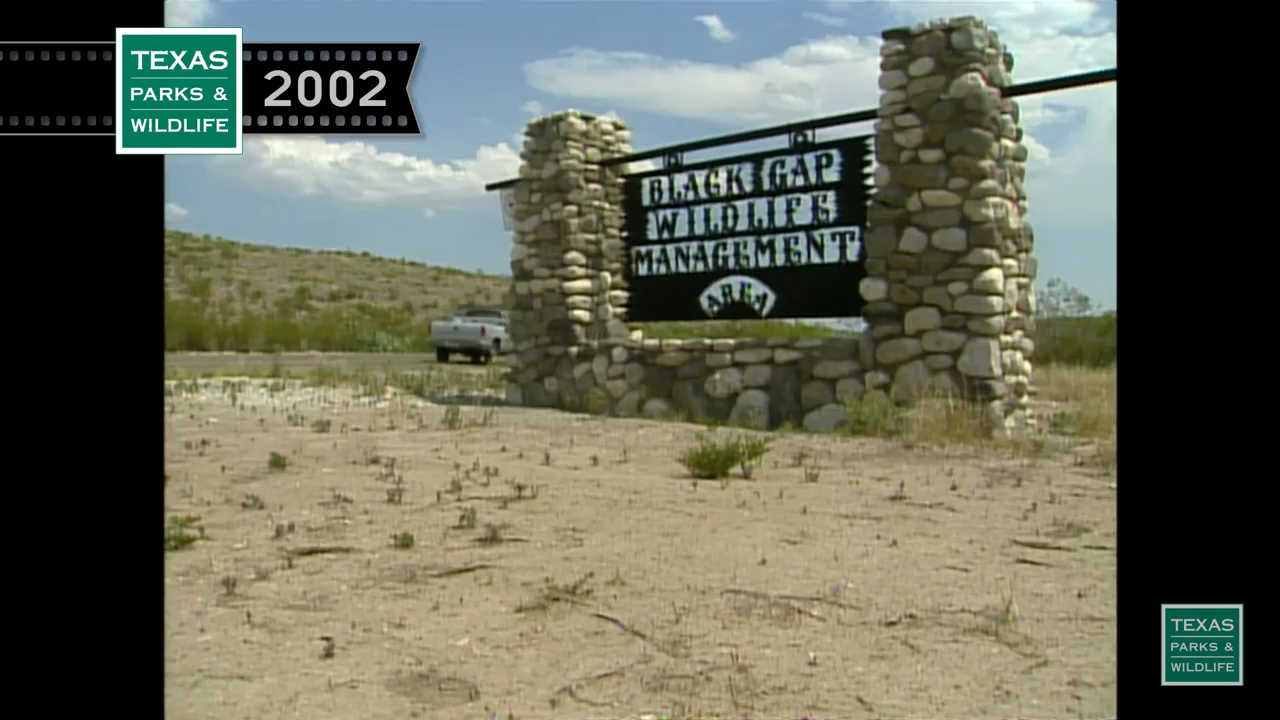 TEXAS
PARKS &
WILDLIFE
2002
BLACK GAP
WILDLIFE
MANAGEMENT
AREA
TEXAS
PARKS &
WILDLIFE